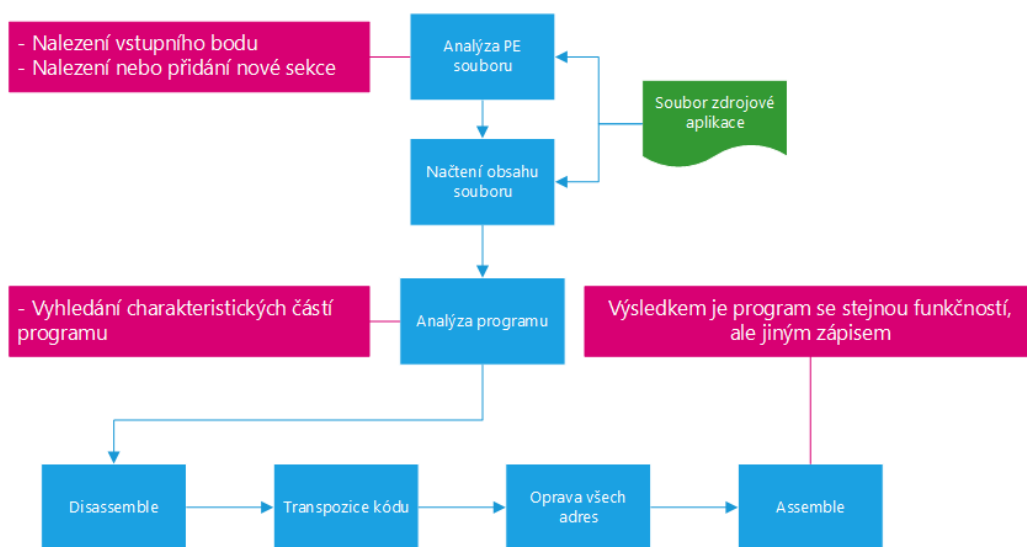 - Nalezení vstupního bodu
- Nalezení nebo přidání nové sekce
Analýza PE
souboru
Soubor zdrojové
aplikace
Načtení obsahu
souboru
- Vyhledání charakteristických částí
programu
Analýza programu
Výsledkem je program se stejnou funkčností,
ale jiným zápisem
Disassemble
Transpozice kódu
Oprava všech
adres
Assemble